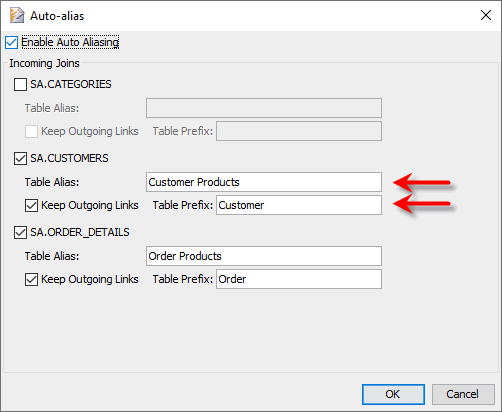 Auto-alias
Enable Auto Aliasing
Incoming Joins
SA.CATEGORIES
Table Alias:
Keep Outgoing Links Table Prefix:
SA.CUSTOMERS
Table Alias: Customer Products
Keep Outgoing Links Table Prefix: Customer
SA.ORDER_DETAILS
Table Alias: Order Products
Keep Outgoing Links Table Prefix: Order
OK Cancel